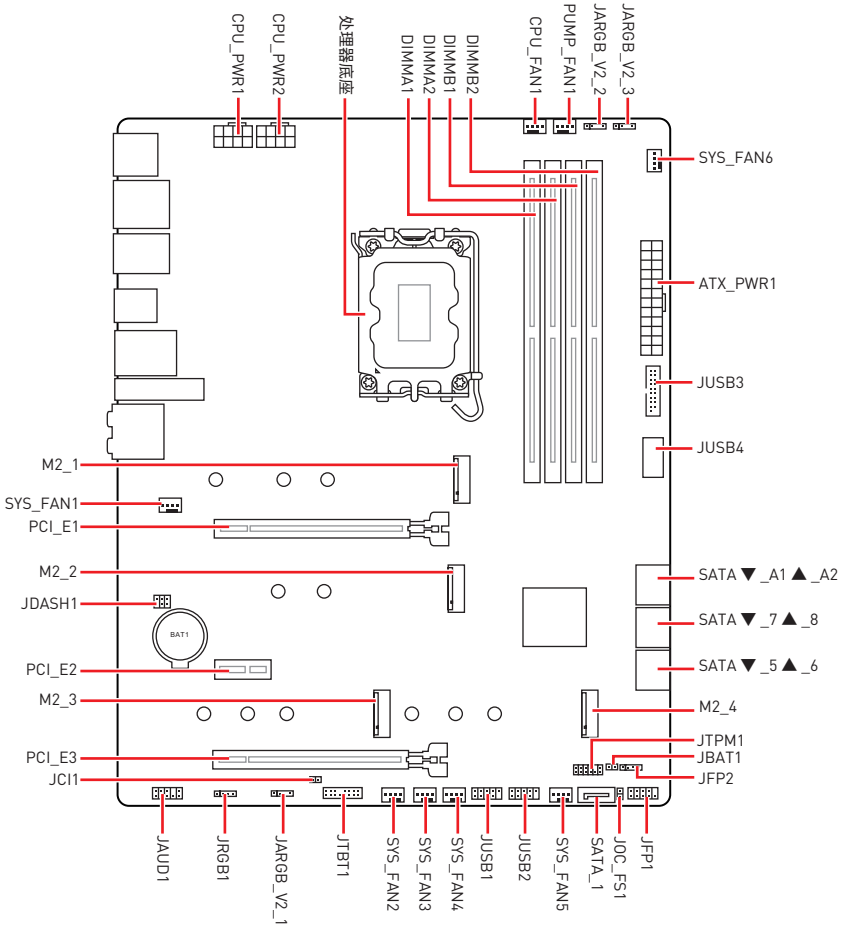 CPU_PWR1
CPU_PWR2
处理器底座
DIMMA1
DIMMA2
DIMMB1
DIMMB2
CPU_FAN1
PUMP_FAN1
JARGB_V2_2
JARGB_V2_3
SYS_FAN6
ATX_PWR1
JUSB3
JUSB4
M2_1
SYS_FAN1
PCI_E1
M2_2
SATA ▼ _A1 ▲ _A2
JDASH1
SATA ▼ _7 ▲ _8
BAT1
PCI_E2
SATA ▼ _5 ▲ _6
M2_3
M2_4
JTPM1
PCI_E3
JBAT1
JCI1
JFP2
JAUD1
JRGB1
JARGB_V2_1
JTBT1
SYS_FAN2
SYS_FAN3
SYS_FAN4
JUSB1
JUSB2
SYS_FAN5
SATA_1
JOC_FS1
JFP1